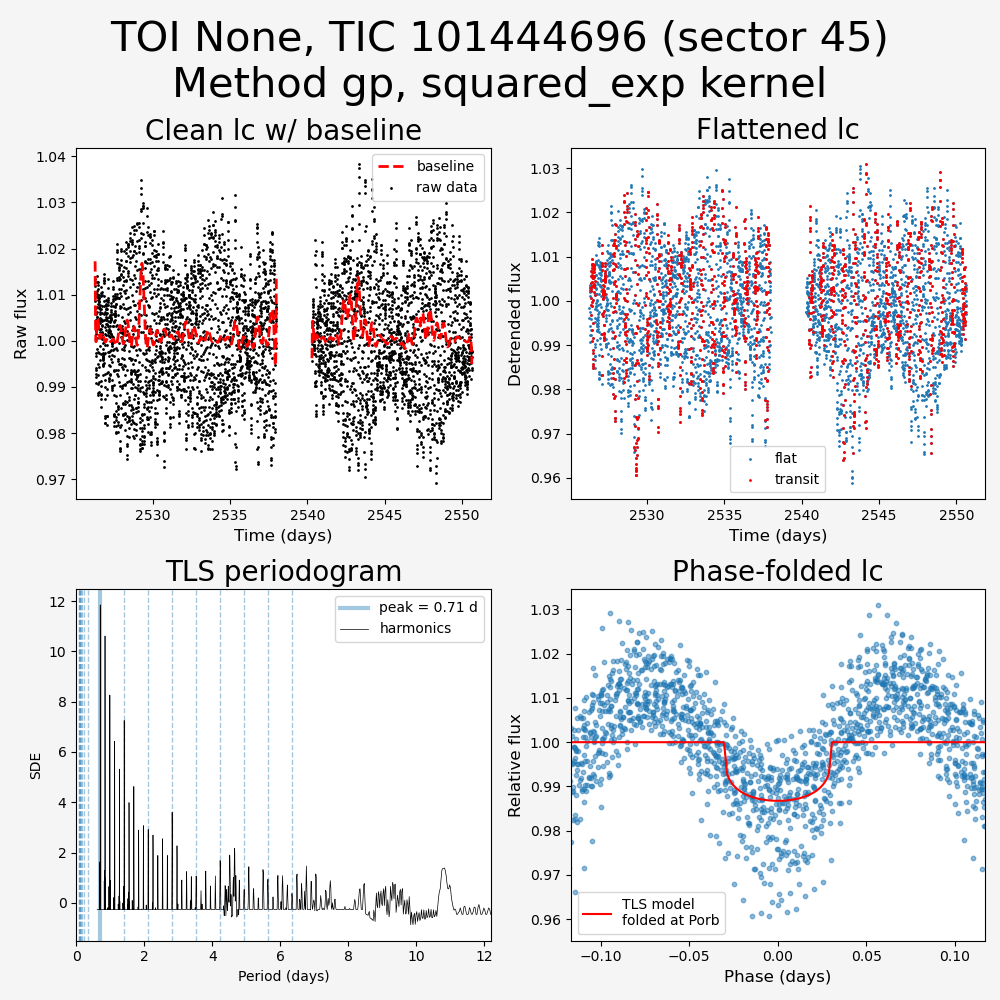 TOI None, TIC 101444696 (sector 45)
Method gp, squared_exp kernel
Clean lc w/ baseline
1.04
1.03
1.02
1.01
1.00
0.99
0.98
0.97
Raw flux
baseline
raw data
2530
2535
2540
2545
2550
Time (days)
Flattened lc
1.03
1.02
1.01
1.00
0.99
0.98
0.97
0.96
Detrended flux
flat
transit
2530
2535
2540
2545
2550
Time (days)
TLS periodogram
12
10
8
6
4
2
0
SDE
peak = 0.71 d
harmonics
0
2
4
6
8
10
12
Period (days)
Phase-folded lc
1.03
1.02
1.01
1.00
0.99
0.98
0.97
0.96
Relative flux
TLS model
folded at Porb
−0.10
−0.05
0.00
0.05
0.10
Phase (days)